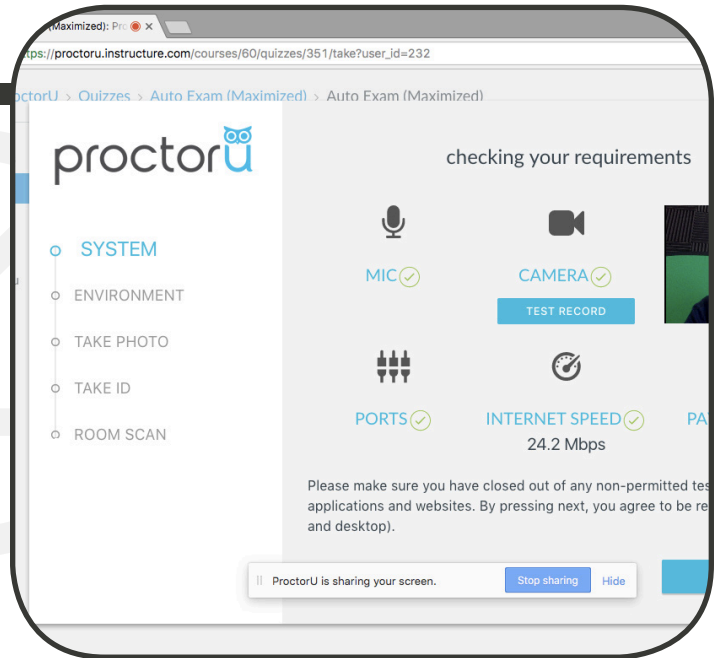 (Maximized): Pro
tps://proctoru.instructure.com/courses/60/quizzes/351/take?user_id=232
octorU > Quizzes > Auto Exam (Maximized) > Auto Exam (Maximized)
proctoru
checking your requirements
SYSTEM
ENVIRONMENT
TAKE PHOTO
TAKE ID
ROOM SCAN
MIC
CAMERA
TEST RECORD
PORTS
INTERNET SPEED
24.2 Mbps
PA
Please make sure you have closed out of any non-permitted tes
applications and websites. By pressing next, you agree to be re
and desktop).
ProctorU is sharing your screen. Stop sharing Hide